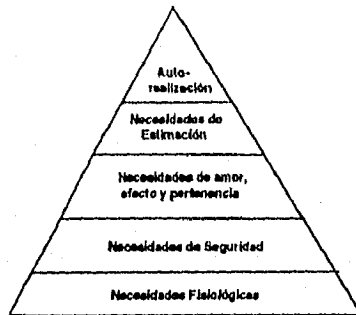 Auto-
realización
Necesidades de
Estimación
Necesidades de amor,
afecto y pertenencia
Necesidades de Seguridad
Necesidades Fisiológicas